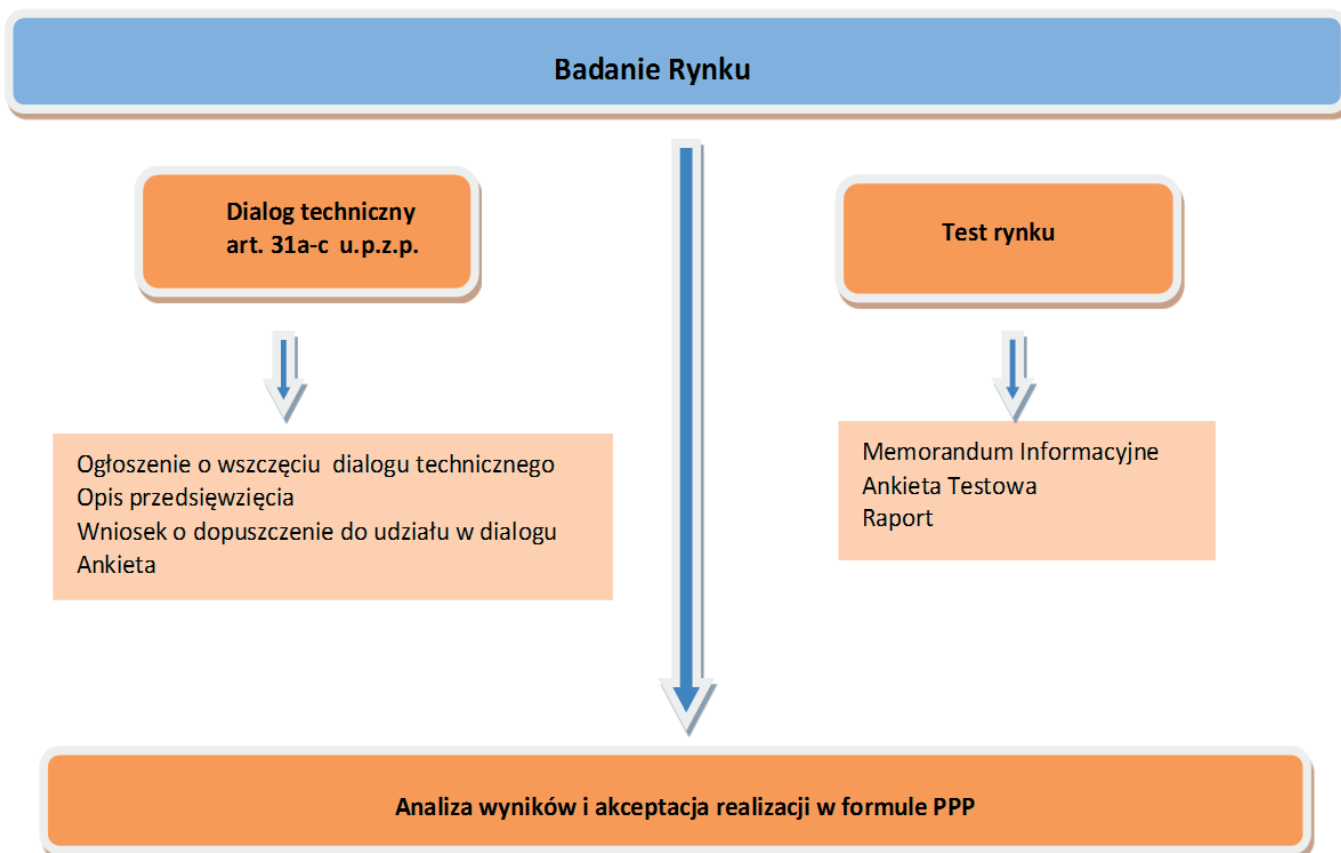 Badanie Rynku
Dialog techniczny
art. 31a-c u.p.z.p.
Test rynku
Ogłoszenie o wszczęciu dialogu technicznego
Opis przedsięwzięcia
Wniosek o dopuszczenie do udziału w dialogu
Ankieta
Memorandum Informacyjne
Ankieta Testowa
Raport
Analiza wyników i akceptacja realizacji w formule PPP